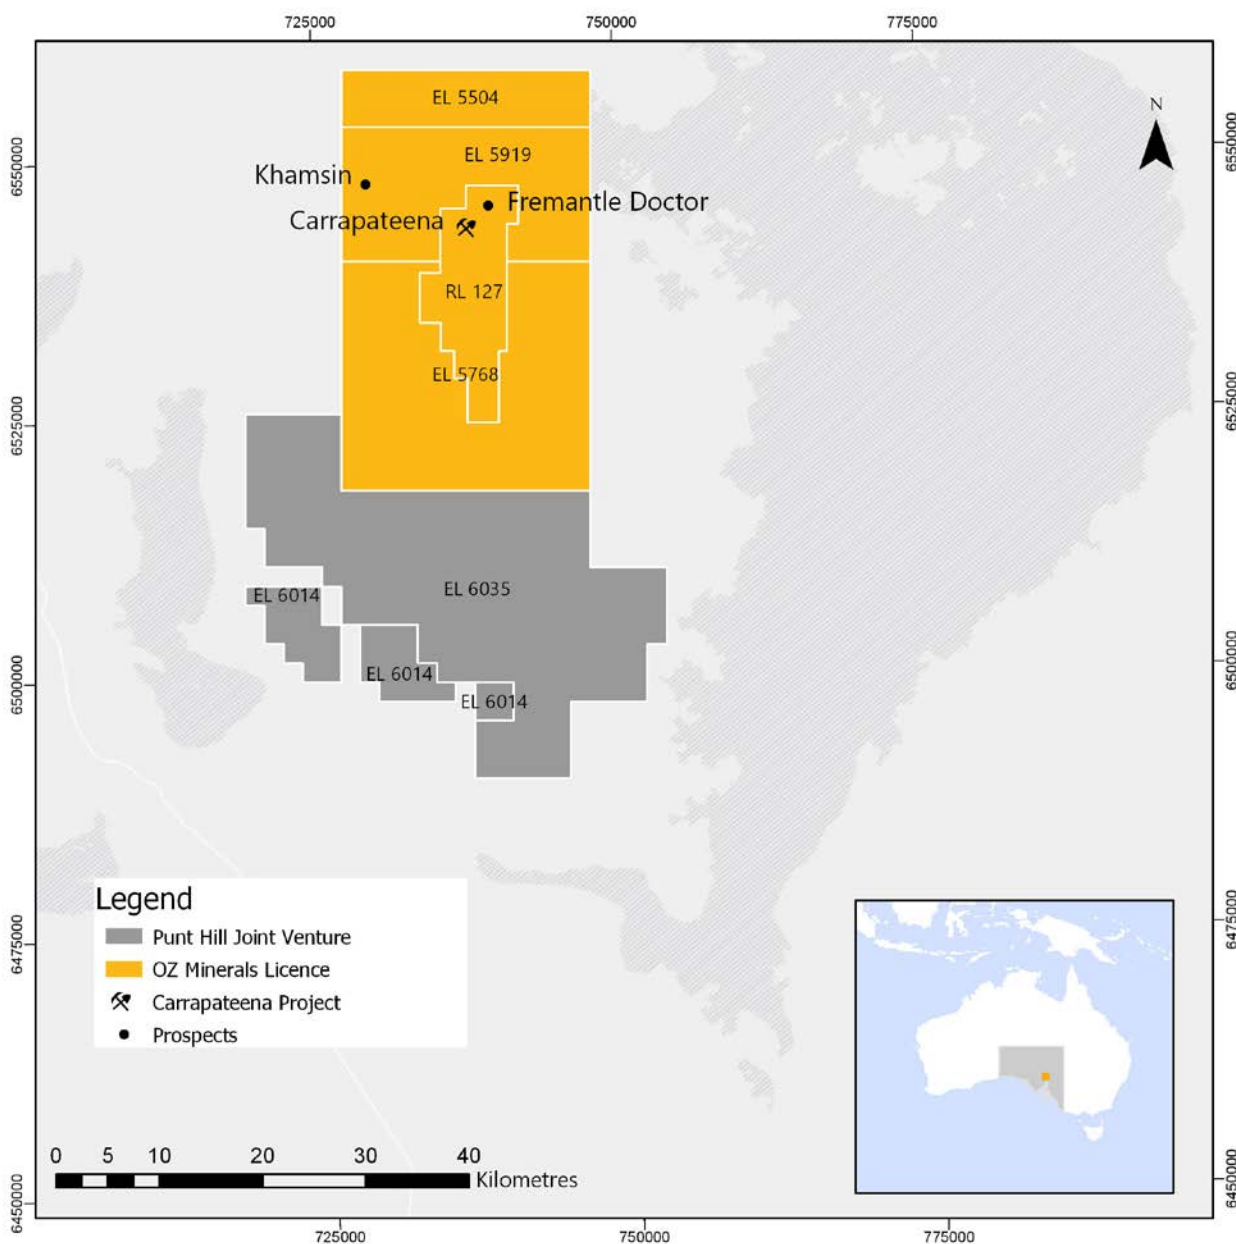 725000
750000
775000
N
EL 5504
6550000
6550000
EL 5919
Khamsin
Fremantle Doctor
Carrapateena
RL 127
EL 5768
6525000
6525000
EL 6035
EL 6014
6500000
6500000
EL 6014
EL 6014
Legend
Punt Hill Joint Venture
OZ Minerals Licence
Carrapateena Project
Prospects
6475000
6475000
0 5 10 20 30 40
Kilometres
6450000
6450000
725000
750000
775000